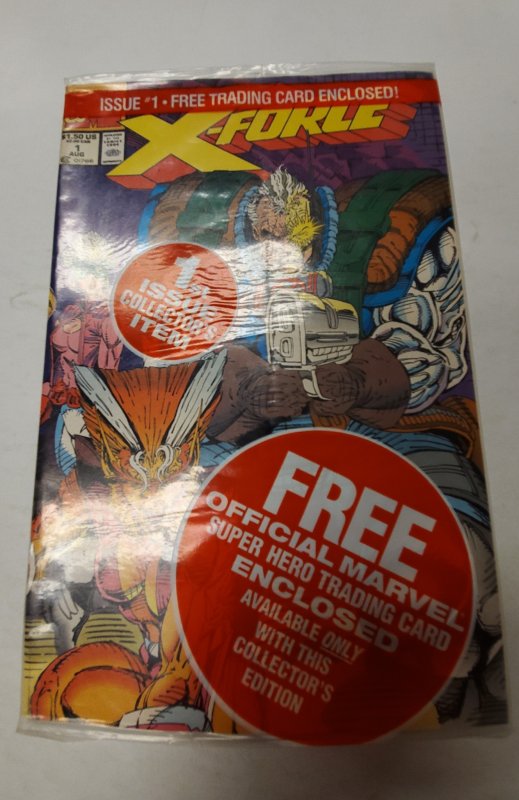 ISSUE #1 • FREE TRADING CARD ENCLOSED!
X-FORCE
$1.50 US
1
AUG
1ST
ISSUE
COLLECTOR'S
ITEM
FREE
OFFICIAL MARVEL
SUPER HERO TRADING CARD
ENCLOSED
AVAILABLE ONLY
WITH THIS
COLLECTOR'S
EDITION